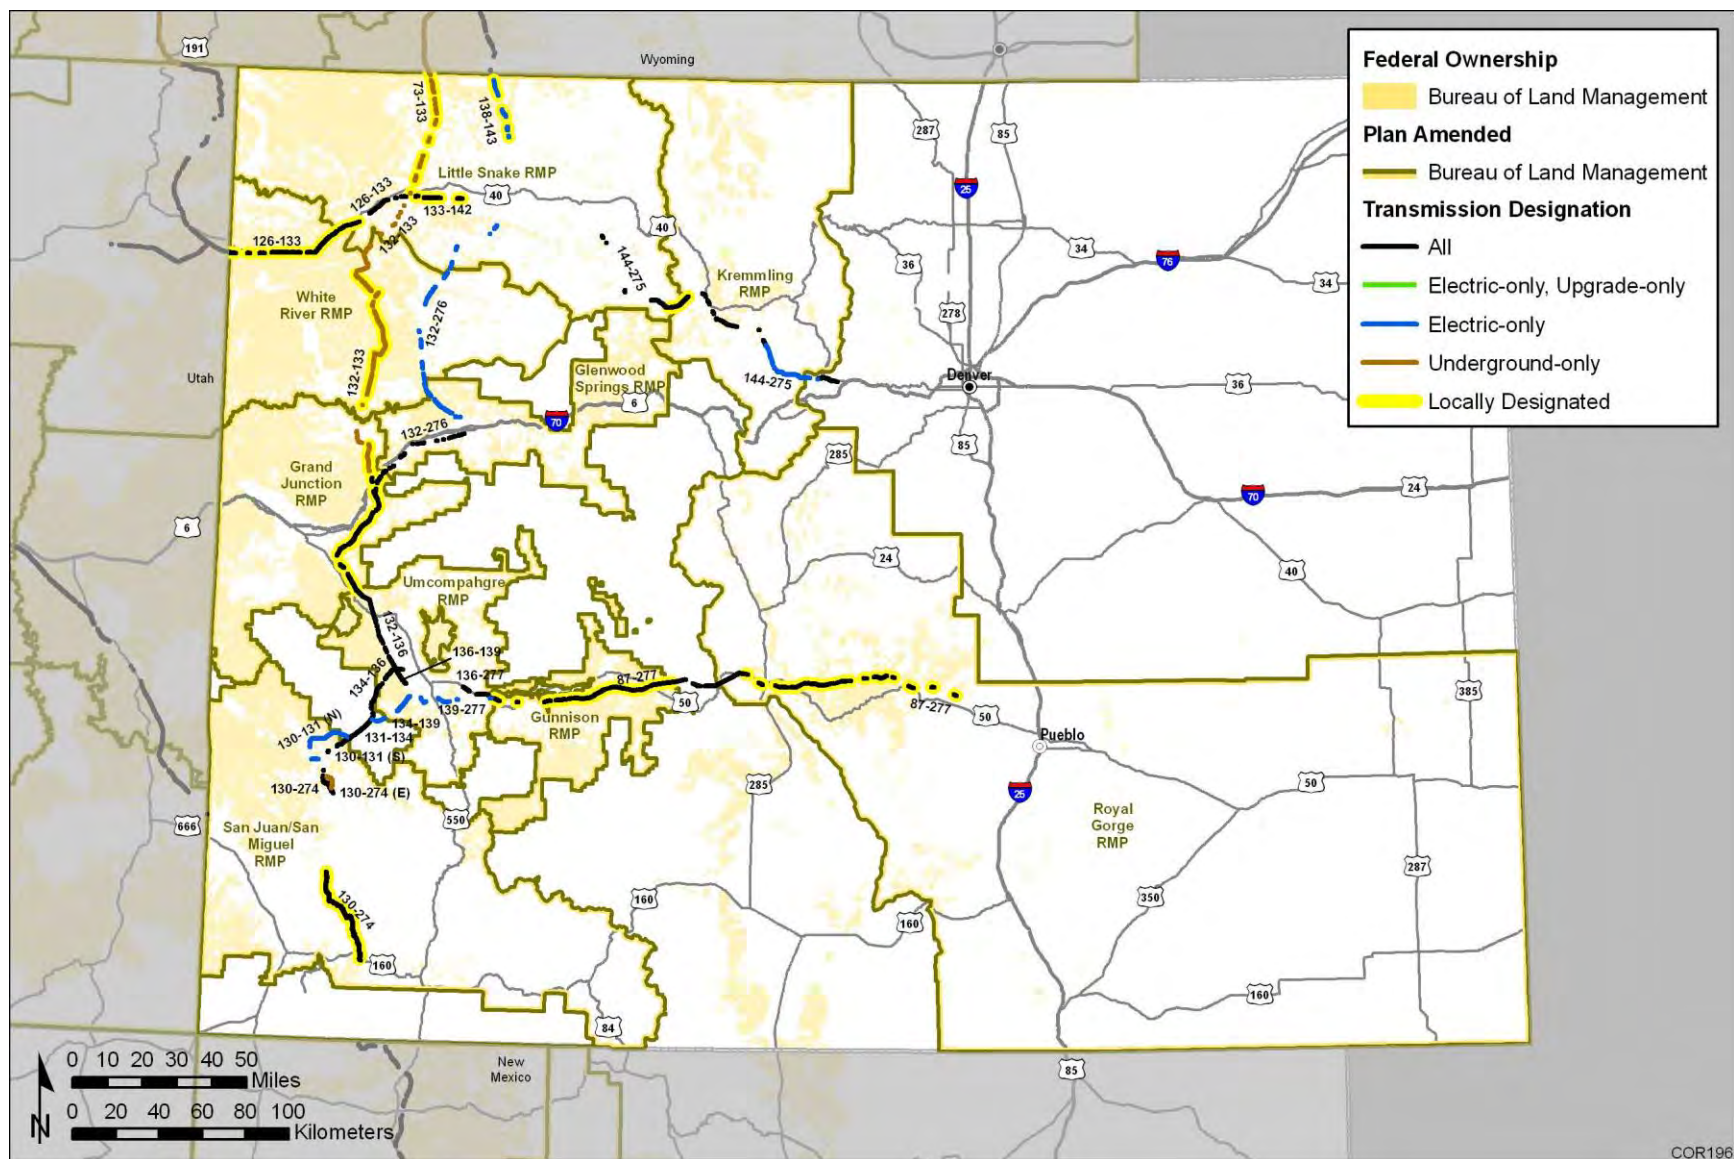 Wyoming
191
73-133
138-143
287
85
25
Little Snake RMP
40
126-133
133-142
126-133
132-133
40
144-275
34
36
76
34
34
Kremmling
RMP
White
River RMP
132-276
278
Utah
132-133
Glenwood
Springs RMP
144-275
Denver
36
6
70
132-276
85
285
Grand
Junction
RMP
70
24
6
24
40
Umcompahgre
RMP
132-136
136-139
134-136
136-277
87-277
385
139-277
50
87-277
50
Gunnison
RMP
130-131 (N)
134-139
131-134
130-131 (S)
Pueblo
130-274
130-274 (E)
285
25
50
San Juan/San
Miguel
RMP
666
550
Royal
Gorge
RMP
287
130-274
160
350
160
160
160
84
New
Mexico
85
Federal Ownership
Bureau of Land Management
Plan Amended
Bureau of Land Management
Transmission Designation
All
Electric-only, Upgrade-only
Electric-only
Underground-only
Locally Designated
0 10 20 30 40 50
Miles
0 20 40 60 80 100
Kilometers
N
COR196